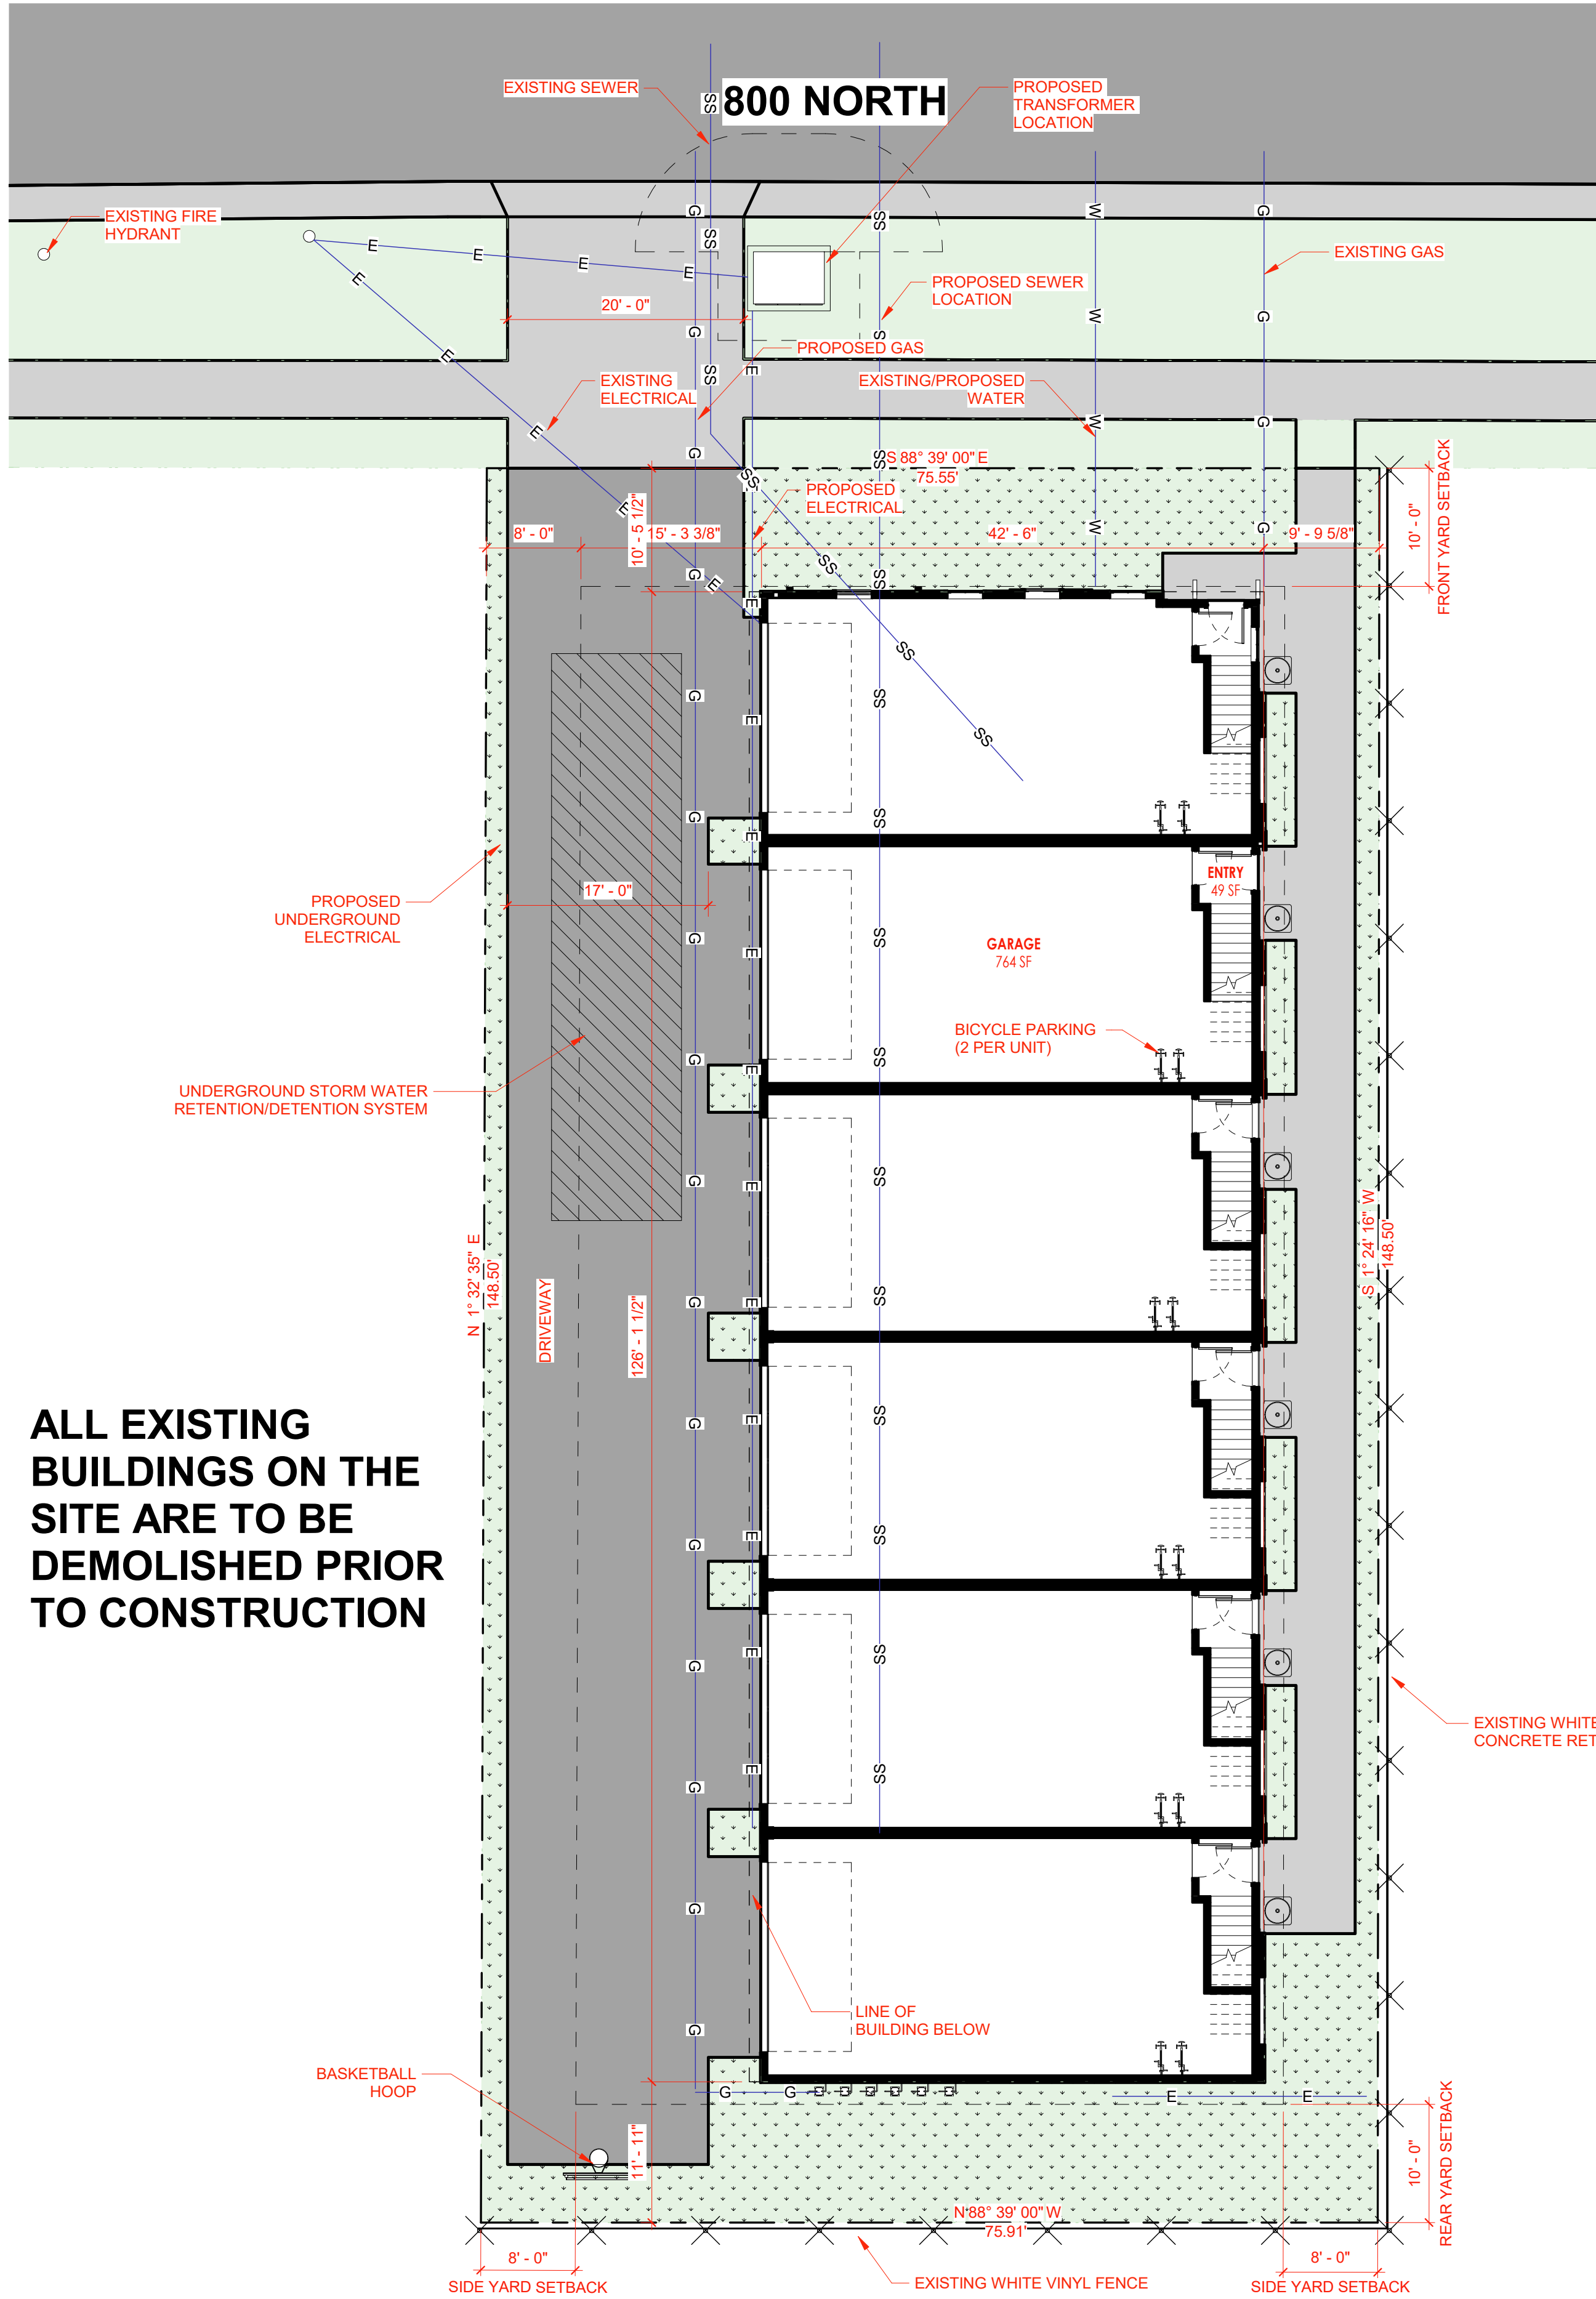 800 NORTH
EXISTING SEWER
PROPOSED
TRANSFORMER
LOCATION
EXISTING FIRE
HYDRANT
EXISTING GAS
PROPOSED SEWER
LOCATION
20' - 0"
PROPOSED GAS
EXISTING
ELECTRICAL
EXISTING/PROPOSED
WATER
S 88° 39' 00" E
75.55'
PROPOSED
ELECTRICAL
8' - 0"
10' - 5 1/2"
15' - 3 3/8"
42' - 6"
9' - 9 5/8"
10' - 0"
FRONT YARD SETBACK
ENTRY
49 SF
17' - 0"
PROPOSED
UNDERGROUND
ELECTRICAL
GARAGE
764 SF
BICYCLE PARKING
(2 PER UNIT)
UNDERGROUND STORM WATER
RETENTION/DETENTION SYSTEM
N 1° 32' 35" E
148.50'
DRIVEWAY
126' - 1 1/2"
S 1° 24' 16" W
148.50'
ALL EXISTING
BUILDINGS ON THE
SITE ARE TO BE
DEMOLISHED PRIOR
TO CONSTRUCTION
EXISTING WHITE
CONCRETE RET
LINE OF
BUILDING BELOW
BASKETBALL
HOOP
11' - 11"
N 88° 39' 00" W
75.91'
10' - 0"
REAR YARD SETBACK
8' - 0"
SIDE YARD SETBACK
EXISTING WHITE VINYL FENCE
8' - 0"
SIDE YARD SETBACK